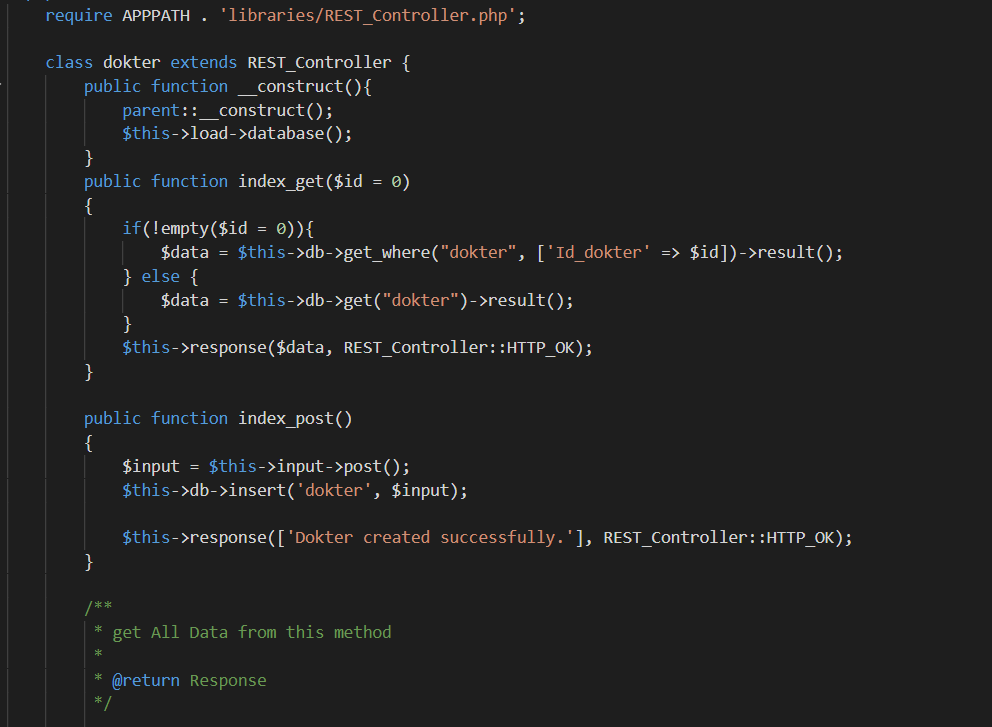 require APPPATH . 'libraries/REST_Controller.php';
class dokter extends REST_Controller {
public function __construct(){
parent::__construct();
$this->load->database();
}
public function index_get($id = 0)
{
if(!empty($id = 0)){
$data = $this->db->get_where("dokter", ['Id_dokter' => $id])->result();
} else {
$data = $this->db->get("dokter")->result();
}
$this->response($data, REST_Controller::HTTP_OK);
}
public function index_post()
{
$input = $this->input->post();
$this->db->insert('dokter', $input);
$this->response(['Dokter created successfully.'], REST_Controller::HTTP_OK);
}
/**
* get All Data from this method
*
* @return Response
*/